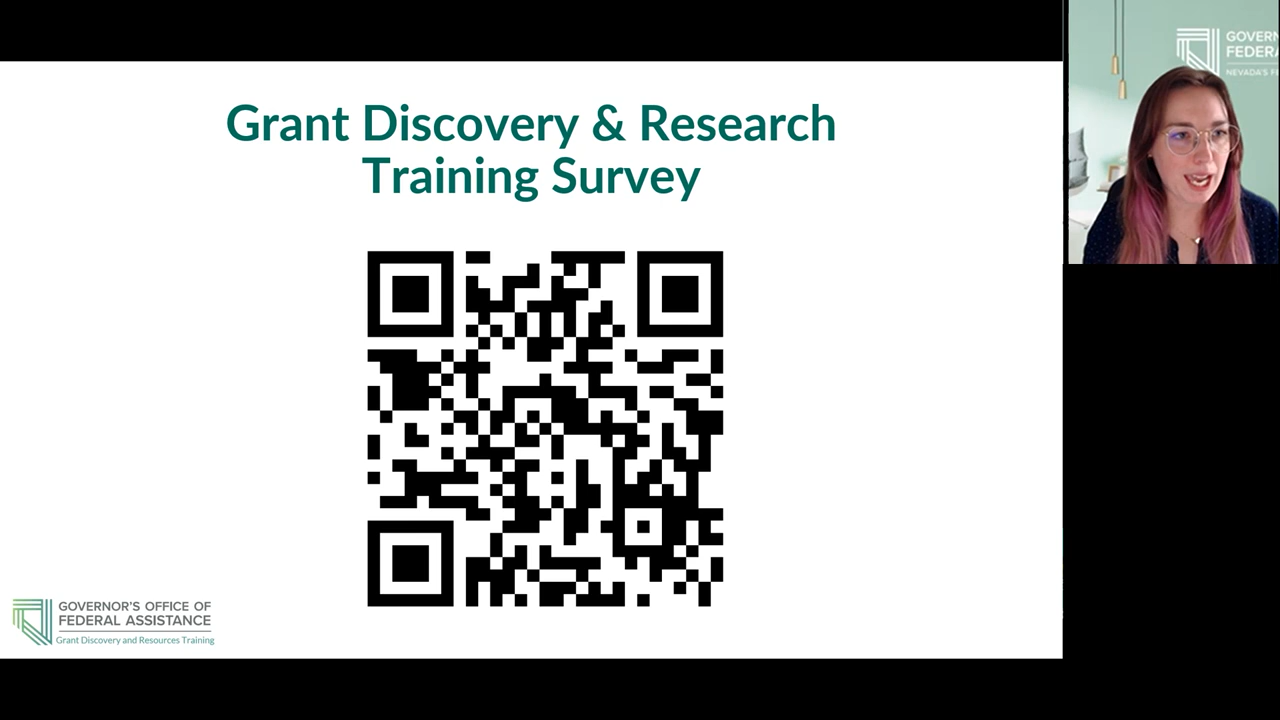 Grant Discovery & Research
Training Survey
GOVERNOR'S OFFICE OF
FEDERAL ASSISTANCE
Grant Discovery and Resources Training